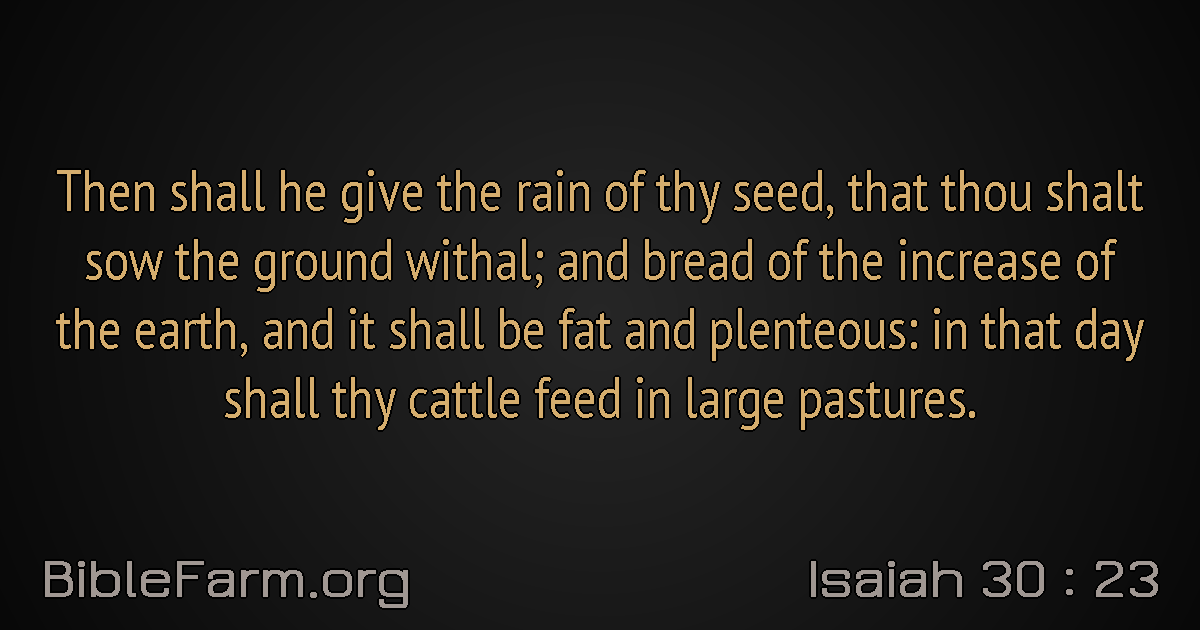 Then shall he give the rain of thy seed, that thou shalt
sow the ground withal; and bread of the increase of
the earth, and it shall be fat and plenteous: in that day
shall thy cattle feed in large pastures.
BibleFarm.org
Isaiah 30 : 23